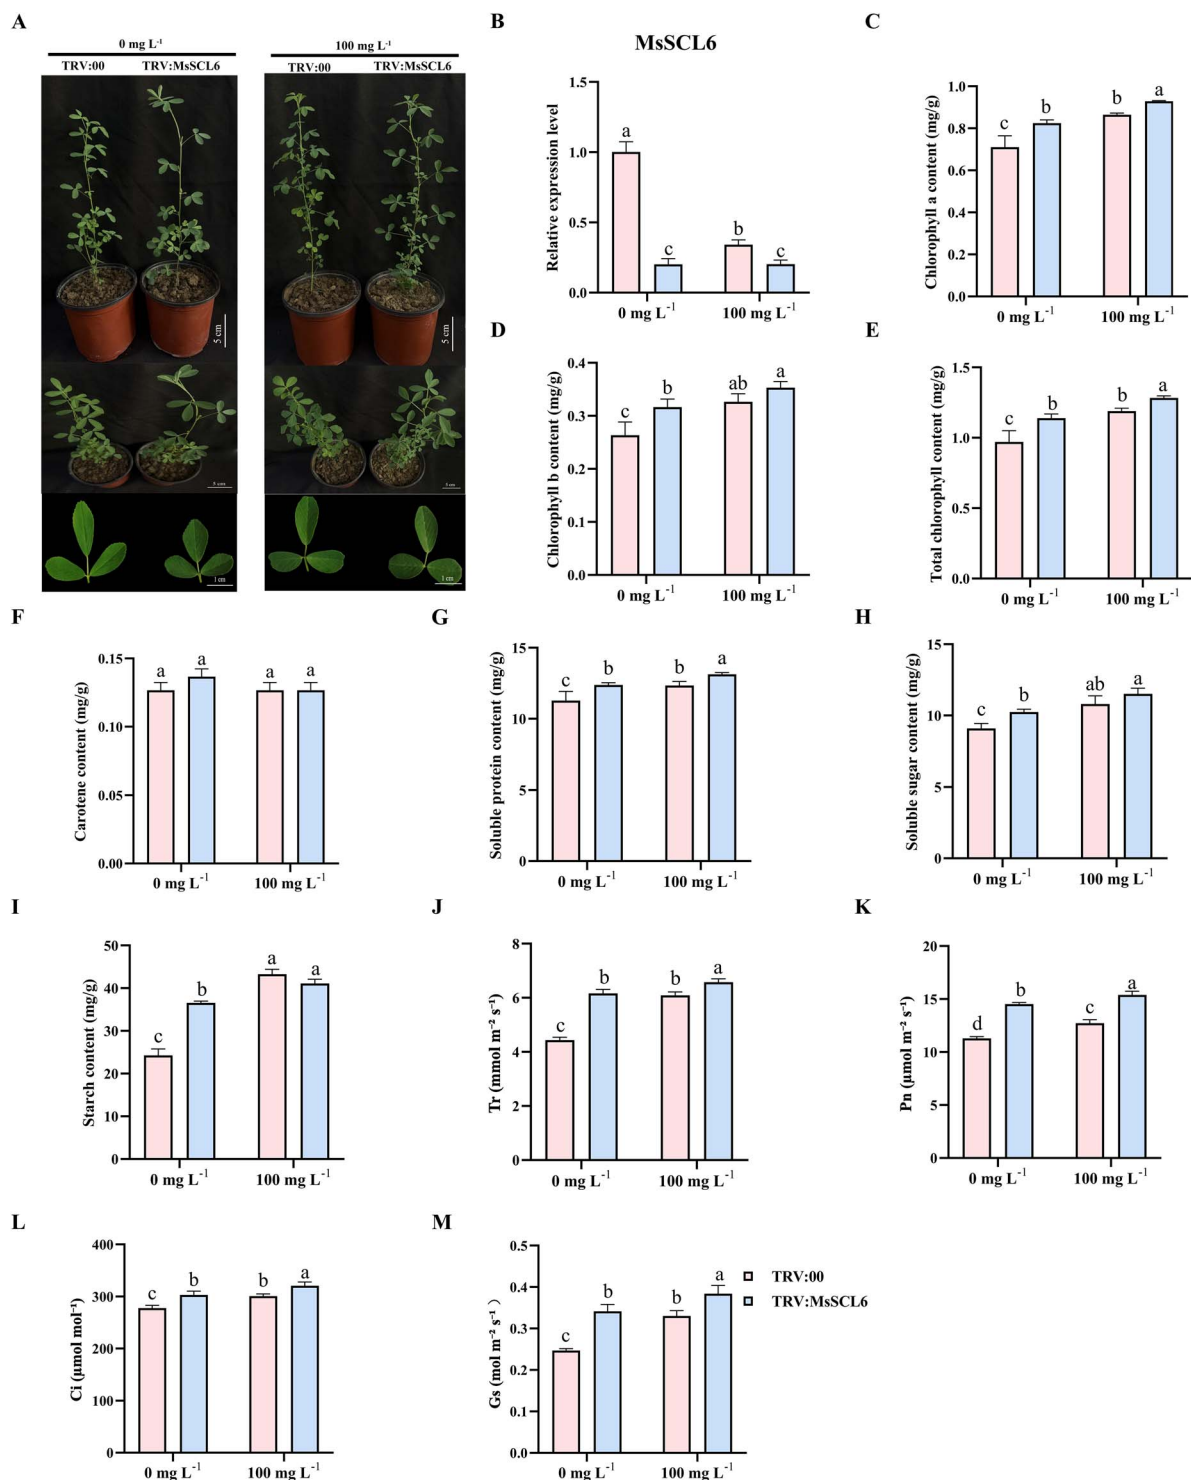 A
0 mg L⁻¹
TRV:00 TRV:MsSCL6
100 mg L⁻¹
TRV:00 TRV:MsSCL6
5 cm
5 cm
5 cm
5 cm
1 cm
1 cm
B
MsSCL6
Relative expression level
1.5
1.0
0.5
0.0
a
c
b
c
0 mg L⁻¹
100 mg L⁻¹
C
Chlorophyll a content (mg/g)
1.0
0.8
0.6
0.4
0.2
0.0
c
b
b
a
0 mg L⁻¹
100 mg L⁻¹
D
Chlorophyll b content (mg/g)
0.4
0.3
0.2
0.1
0.0
c
b
ab
a
0 mg L⁻¹
100 mg L⁻¹
E
Total chlorophyll content (mg/g)
1.5
1.0
0.5
0.0
c
b
b
a
0 mg L⁻¹
100 mg L⁻¹
F
Carotene content (mg/g)
0.15
0.10
0.05
0.00
a
a
a
a
0 mg L⁻¹
100 mg L⁻¹
G
Soluble protein content (mg/g)
15
10
5
0
c
b
b
a
0 mg L⁻¹
100 mg L⁻¹
H
Soluble sugar content (mg/g)
15
10
5
0
c
b
ab
a
0 mg L⁻¹
100 mg L⁻¹
I
Starch content (mg/g)
50
40
30
20
10
0
c
b
a
a
0 mg L⁻¹
100 mg L⁻¹
J
Tr (mmol m⁻² s⁻¹)
8
6
4
2
0
c
b
b
a
0 mg L⁻¹
100 mg L⁻¹
K
Pn (μmol m⁻² s⁻¹)
20
15
10
5
0
d
b
c
a
0 mg L⁻¹
100 mg L⁻¹
L
Ci (μmol mol⁻¹)
400
300
200
100
0
c
b
b
a
0 mg L⁻¹
100 mg L⁻¹
M
Gs (mol m⁻² s⁻¹）
0.5
0.4
0.3
0.2
0.1
0.0
c
b
b
a
0 mg L⁻¹
100 mg L⁻¹
TRV:00
TRV:MsSCL6